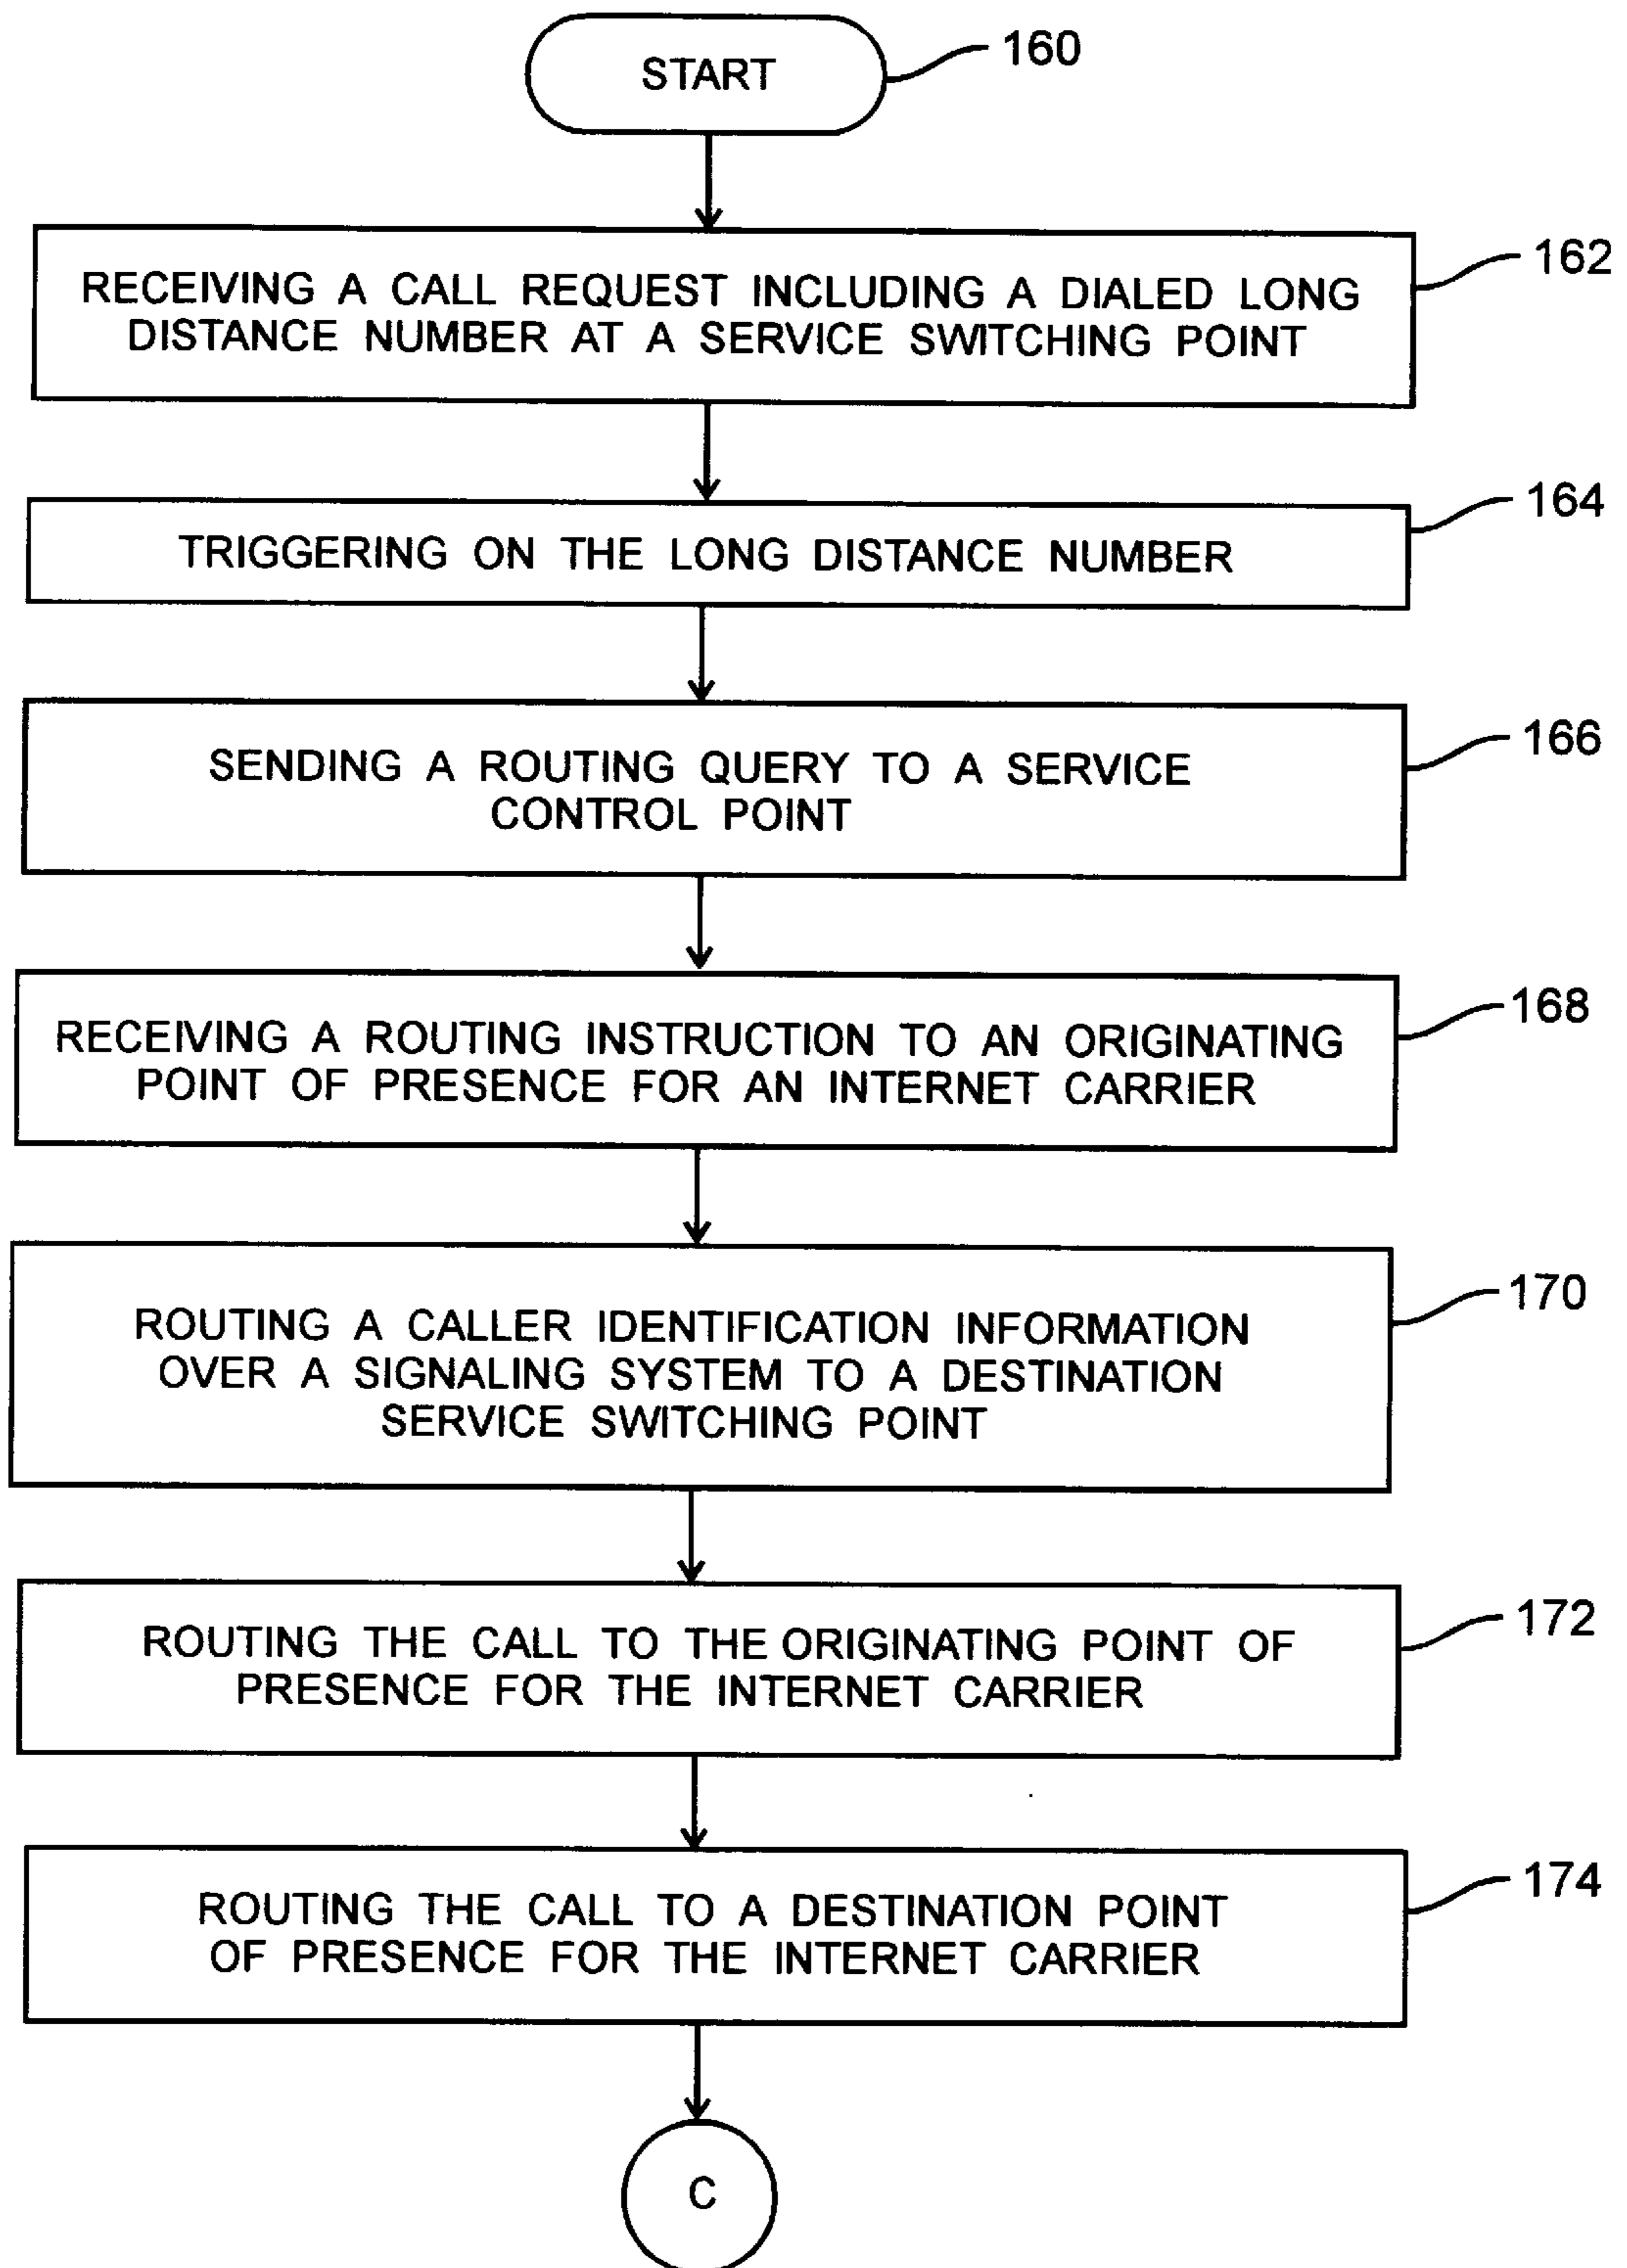 START
160
RECEIVING A CALL REQUEST INCLUDING A DIALED LONG
DISTANCE NUMBER AT A SERVICE SWITCHING POINT
162
TRIGGERING ON THE LONG DISTANCE NUMBER
164
SENDING A ROUTING QUERY TO A SERVICE
CONTROL POINT
166
RECEIVING A ROUTING INSTRUCTION TO AN ORIGINATING
POINT OF PRESENCE FOR AN INTERNET CARRIER
168
ROUTING A CALLER IDENTIFICATION INFORMATION
OVER A SIGNALING SYSTEM TO A DESTINATION
SERVICE SWITCHING POINT
170
ROUTING THE CALL TO THE ORIGINATING POINT OF
PRESENCE FOR THE INTERNET CARRIER
172
ROUTING THE CALL TO A DESTINATION POINT
OF PRESENCE FOR THE INTERNET CARRIER
174
C